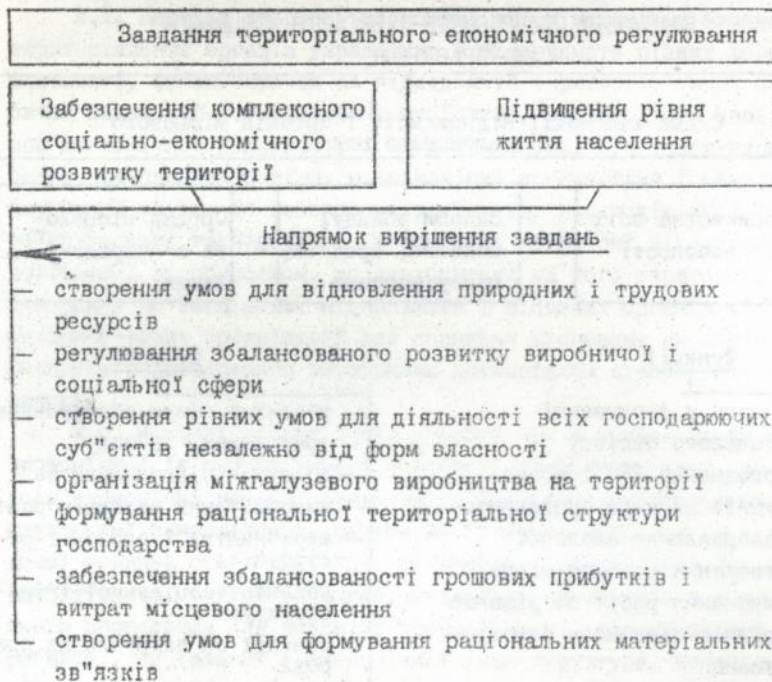 Завдання територіального економічного регулювання
Забезпечення комплексного
соціально-економічного
розвитку території
Підвищення рівня
життя населення
Напрямок вирішення завдань
– створення умов для відновлення природних і трудових
ресурсів
– регулювання збалансованого розвитку виробничої і
соціальної сфери
– створення рівних умов для діяльності всіх господарюючих
суб"єктів незалежно від форм власності
– організація міжгалузевого виробництва на території
– формування раціональної територіальної структури
господарства
– забезпечення збалансованості грошових прибутків і
витрат місцевого населення
– створення умов для формування раціональних матеріальних
зв"язків